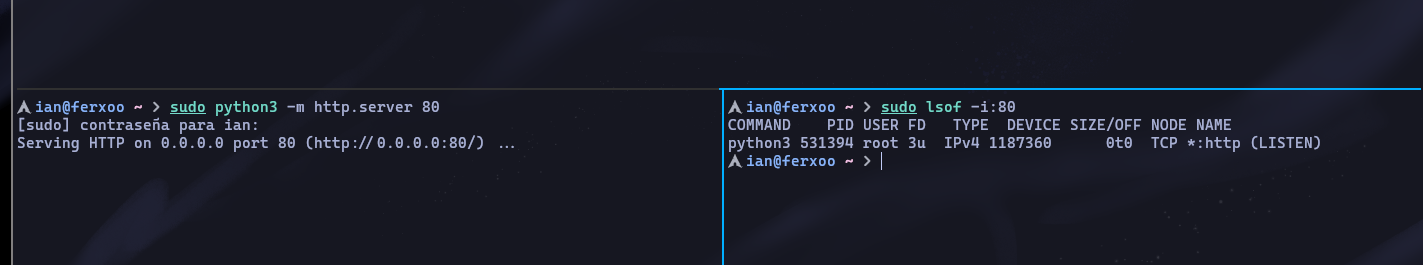 ian@ferxoo ~ > sudo python3 -m http.server 80
[sudo] contraseña para ian:
Serving HTTP on 0.0.0.0 port 80 (http://0.0.0.0:80/) ...
ian@ferxoo ~ > sudo lsof -i:80
COMMAND    PID USER FD   TYPE  DEVICE SIZE/OFF NODE NAME
python3 531394 root 3u  IPv4 1187360      0t0  TCP *:http (LISTEN)
ian@ferxoo ~ >